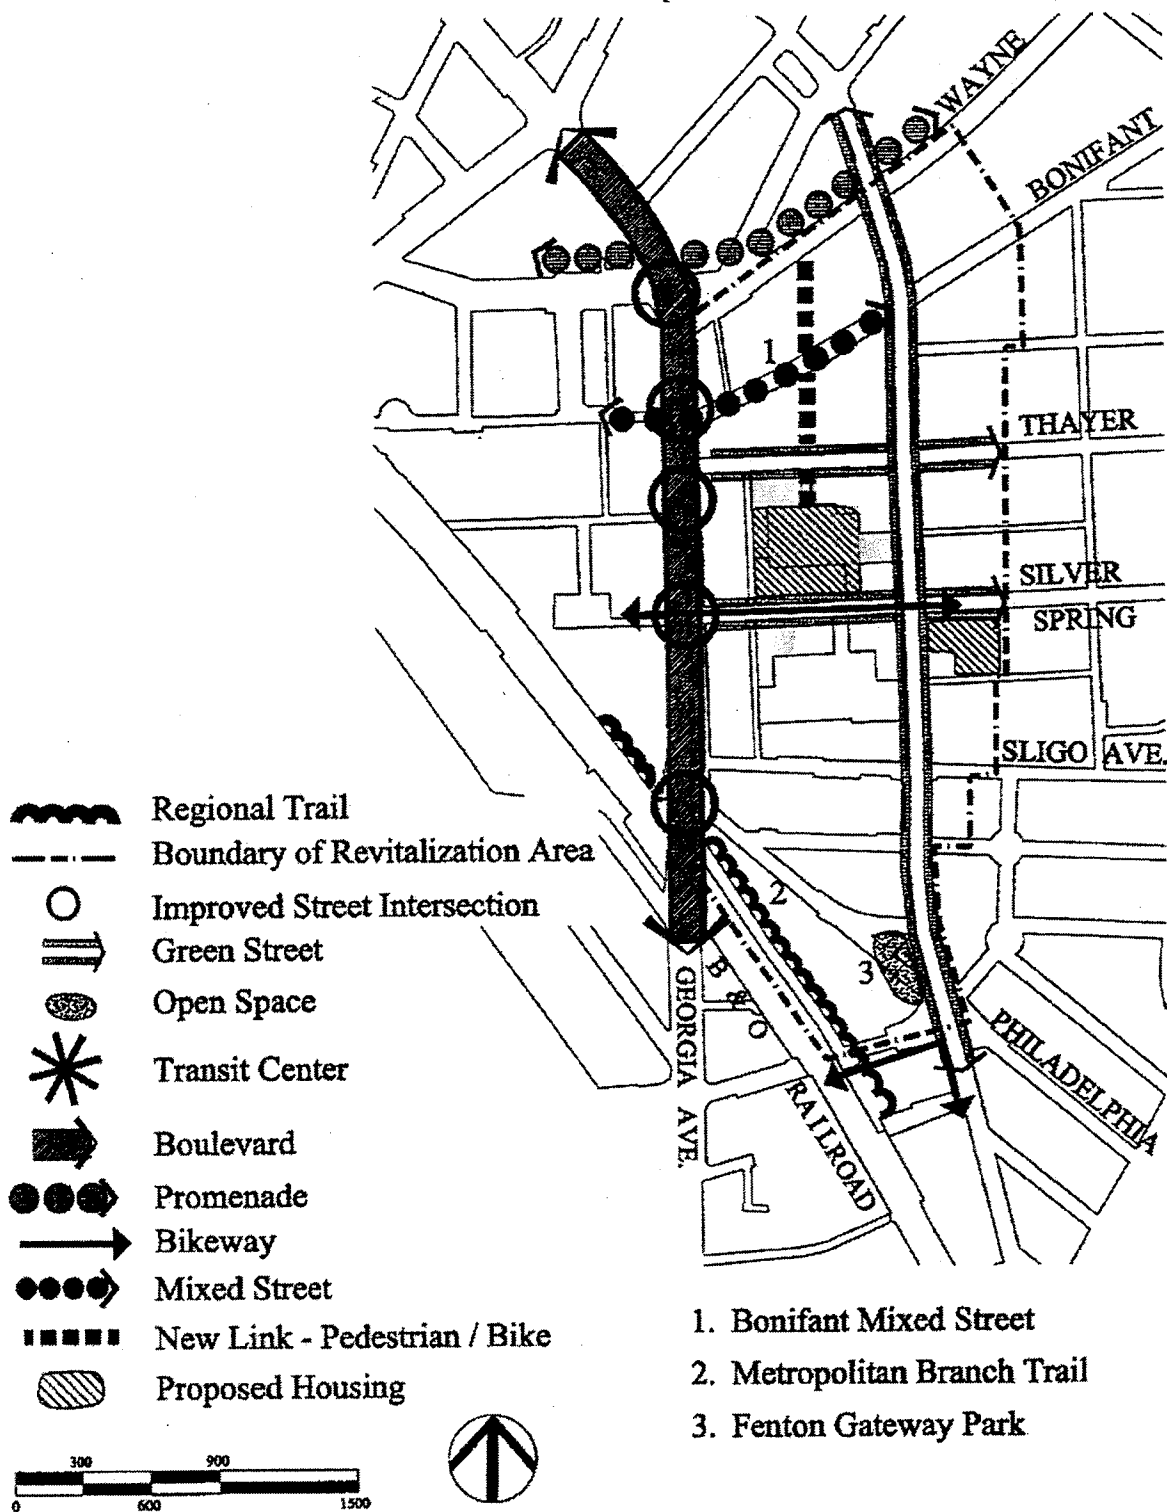 WAYNE
BONIFANT
1
THAYER
SILVER
SPRING
SLIGO AVE.
2
3
B & O
RAILROAD
GEORGIA AVE.
PHILADELPHIA
Regional Trail
Boundary of Revitalization Area
Improved Street Intersection
Green Street
Open Space
Transit Center
Boulevard
Promenade
Bikeway
Mixed Street
New Link - Pedestrian / Bike
Proposed Housing
1. Bonifant Mixed Street
2. Metropolitan Branch Trail
3. Fenton Gateway Park
300 900
0 600 1500